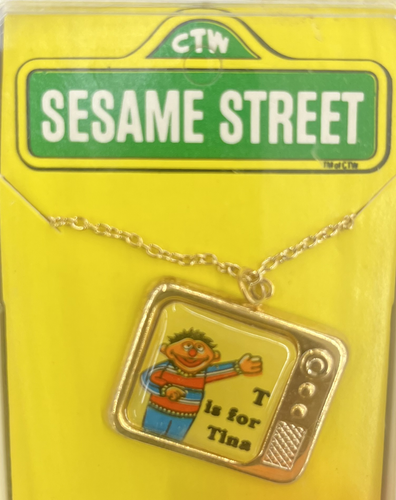 CTW
SESAME STREET
TM of CTW
T
is for
Tina